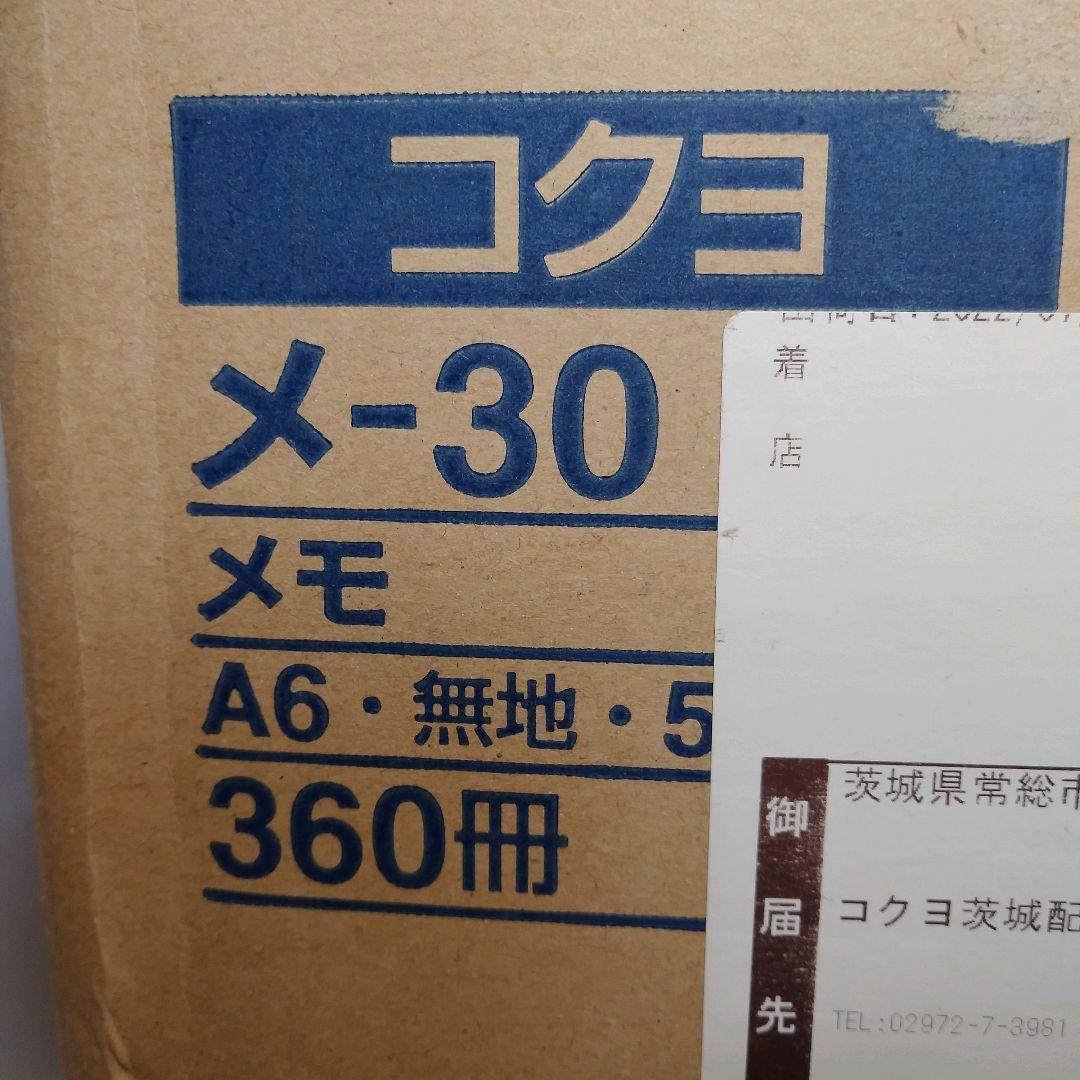 コクヨ
メ-30
メモ
A6・無地・5
360冊
着
店
御届先
茨城県常総市
コクヨ茨城配
TEL:02972-7-3981